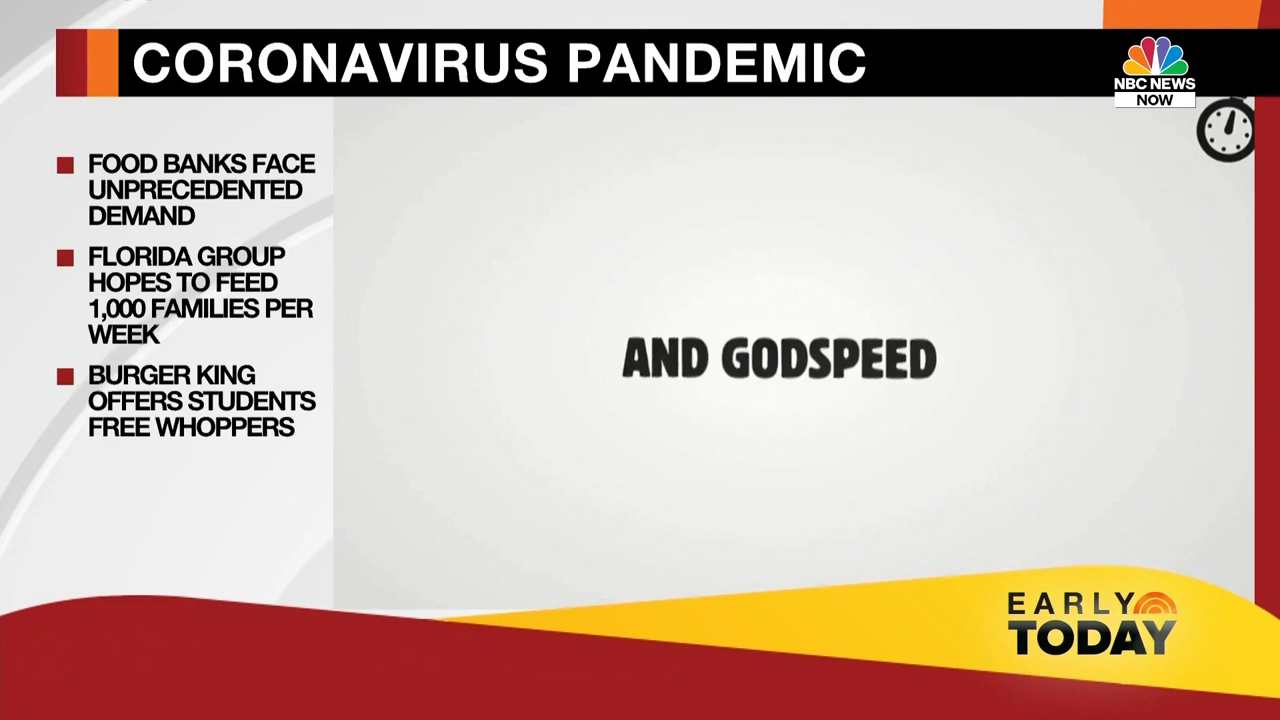 CORONAVIRUS PANDEMIC
NBC NEWS
NOW
FOOD BANKS FACE
UNPRECEDENTED
DEMAND
FLORIDA GROUP
HOPES TO FEED
1,000 FAMILIES PER
WEEK
BURGER KING
OFFERS STUDENTS
FREE WHOPPERS
AND GODSPEED
EARLY
TODAY